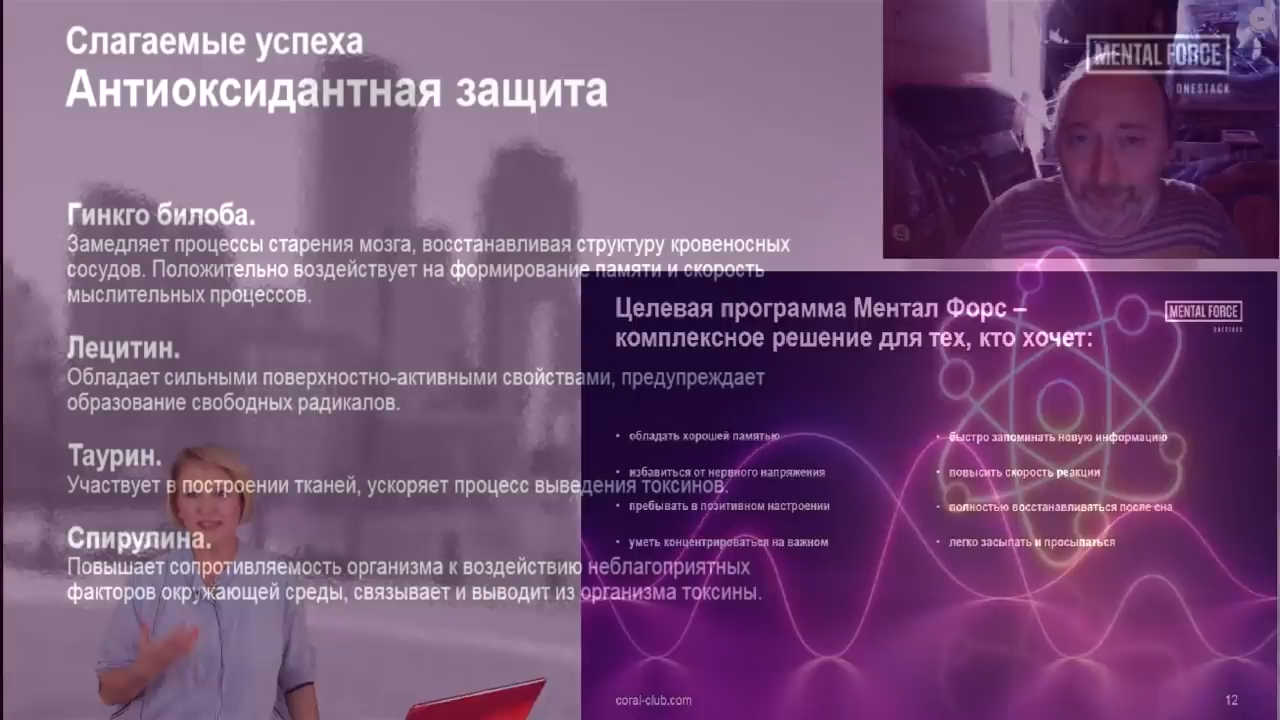 Слагаемые успеха
Антиоксидантная защита
MENTAL FORCE
ONESTACK
Гинкго билоба.
Замедляет процессы старения мозга, восстанавливая структуру кровеносных
сосудов. Положительно воздействует на формирование памяти и скорость
мыслительных процессов.
Лецитин.
Обладает сильными поверхностно-активными свойствами, предупреждает
образование свободных радикалов.
Таурин.
Участвует в построении тканей, ускоряет процесс выведения токсинов.
Спирулина.
Повышает сопротивляемость организма к воздействию неблагоприятных
факторов окружающей среды, связывает и выводит из организма токсины.
Целевая программа Ментал Форс –
комплексное решение для тех, кто хочет:
MENTAL FORCE
ONESTACK
• обладать хорошей памятью
• избавиться от нервного напряжения
• пребывать в позитивном настроении
• уметь концентрироваться на важном
• быстро запоминать новую информацию
• повысить скорость реакции
• полностью восстанавливаться после сна
• легко засыпать и просыпаться
coral-club.com
12